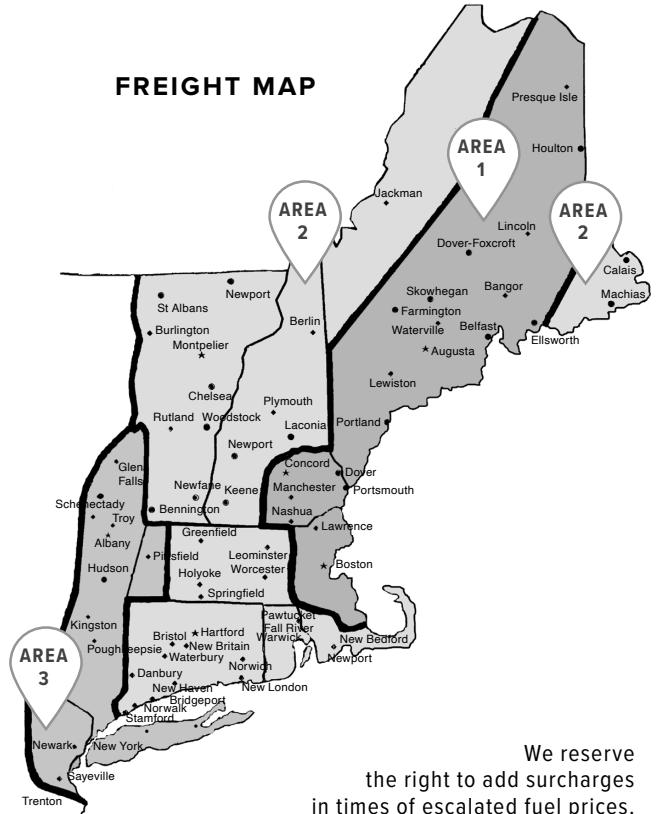 FREIGHT MAP
Presque Isle
AREA
1
Houlton
Jackman
AREA
2
AREA
2
Lincoln
Dover-Foxcroft
Calais
Newport
Skowhegan
Bangor
Machias
St Albans
Farmington
Berlin
Waterville
Belfast
Burlington
Ellsworth
Montpelier
Augusta
Lewiston
Chelsea
Plymouth
Rutland
Woodstock
Laconia
Portland
Newport
Glen
Falls
Concord
Dover
Newfane
Keene
Manchester
Portsmouth
Schenectady
Bennington
Nashua
Troy
Lawrence
Albany
Greenfield
Pittsfield
Leominster
Boston
Hudson
Holyoke
Worcester
Springfield
Kingston
Pawtucket
Fall River
Bristol
Hartford
Warwick
New Bedford
Poughkeepsie
New Britain
Waterbury
Newport
AREA
3
Norwich
Danbury
New Haven
New London
Bridgeport
Norwalk
Stamford
Newark
New York
Sayeville
Trenton
We reserve
the right to add surcharges
in times of escalated fuel prices.